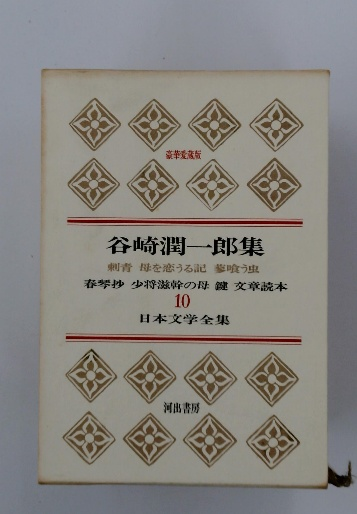 豪華愛蔵版
谷崎潤一郎集
刺青 母を恋うる記 蓼喰う虫
春琴抄 少将滋幹の母 鍵 文章読本
10
日本文学全集
河出書房